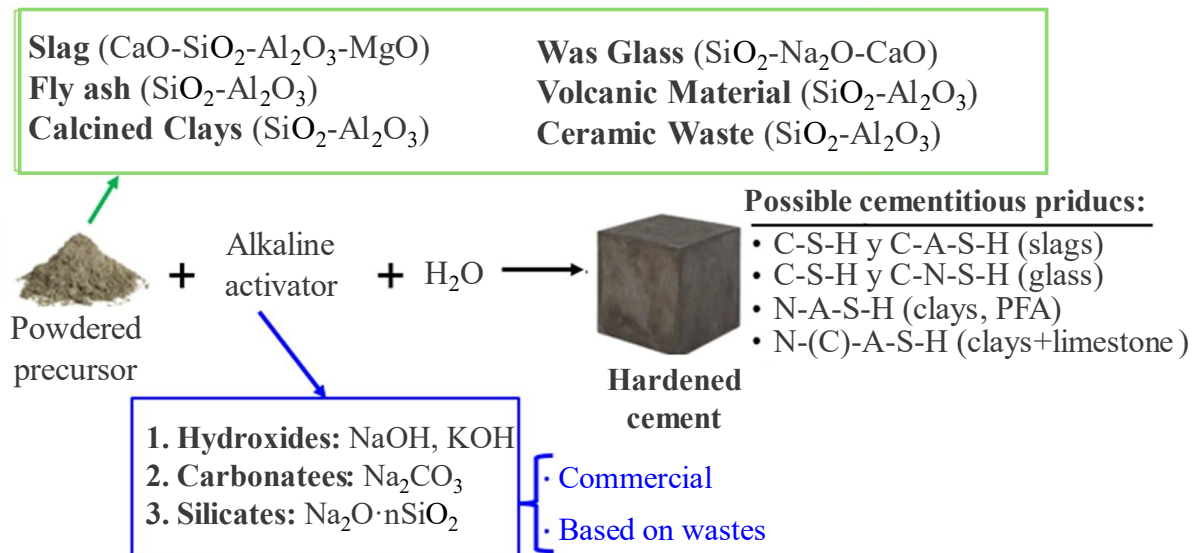 Slag (CaO-SiO₂-Al₂O₃-MgO)
Fly ash (SiO₂-Al₂O₃)
Calcined Clays (SiO₂-Al₂O₃)
Was Glass (SiO₂-Na₂O-CaO)
Volcanic Material (SiO₂-Al₂O₃)
Ceramic Waste (SiO₂-Al₂O₃)
Powdered
precursor
+
Alkaline
activator
+
H₂O
Hardened
cement
Possible cementitious priducs:
• C-S-H y C-A-S-H (slags)
• C-S-H y C-N-S-H (glass)
• N-A-S-H (clays, PFA)
• N-(C)-A-S-H (clays+limestone)
1. Hydroxides: NaOH, KOH
2. Carbonatees: Na₂CO₃
3. Silicates: Na₂O·nSiO₂
· Commercial
· Based on wastes